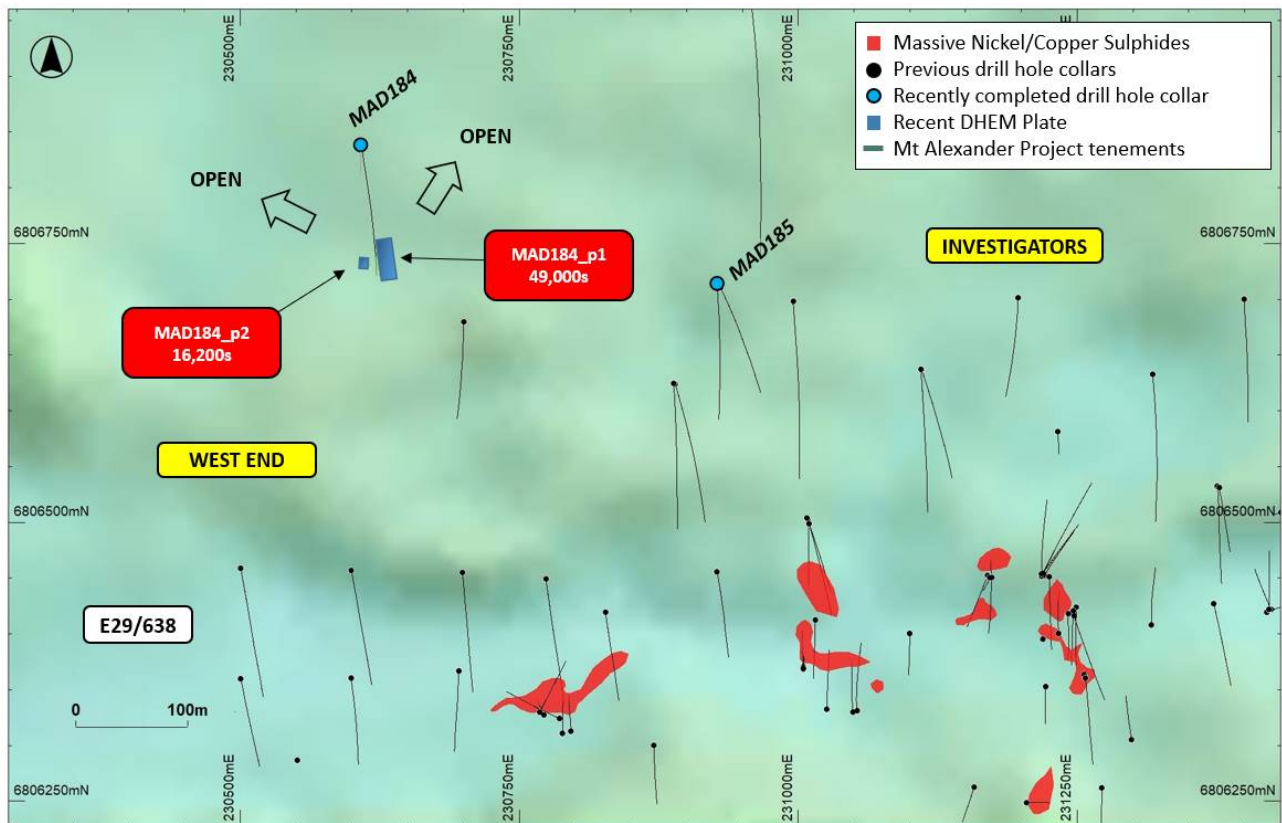 230500mE
230750mE
231000mE
Massive Nickel/Copper Sulphides
Previous drill hole collars
Recently completed drill hole collar
Recent DHEM Plate
Mt Alexander Project tenements
MAD184
OPEN
OPEN
6806750mN
MAD184_p1
49,000s
MAD185
INVESTIGATORS
6806750mN
MAD184_p2
16,200s
WEST END
6806500mN
6806500mN
E29/638
0
100m
6806250mN
6806250mN
230500mE
230750mE
231000mE
231250mE